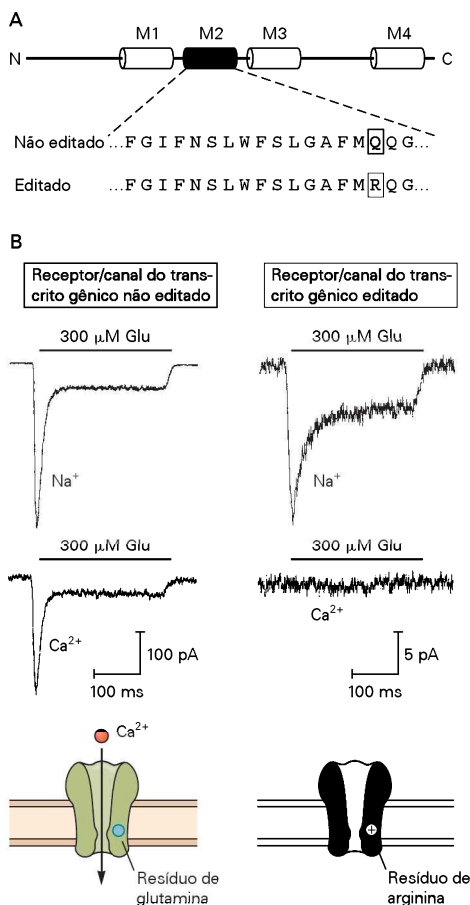 A
M1 M2 M3 M4
N C
Não editado ...F G I F N S L W F S L G A F M Q Q G...
Editado ...F G I F N S L W F S L G A F M R Q G...
B
Receptor/canal do trans-
crito gênico não editado
Receptor/canal do trans-
crito gênico editado
300 µM Glu
300 µM Glu
Na+
Na+
300 µM Glu
300 µM Glu
Ca2+
Ca2+
100 pA
5 pA
100 ms
100 ms
Ca2+
+
Resíduo de
glutamina
Resíduo de
arginina